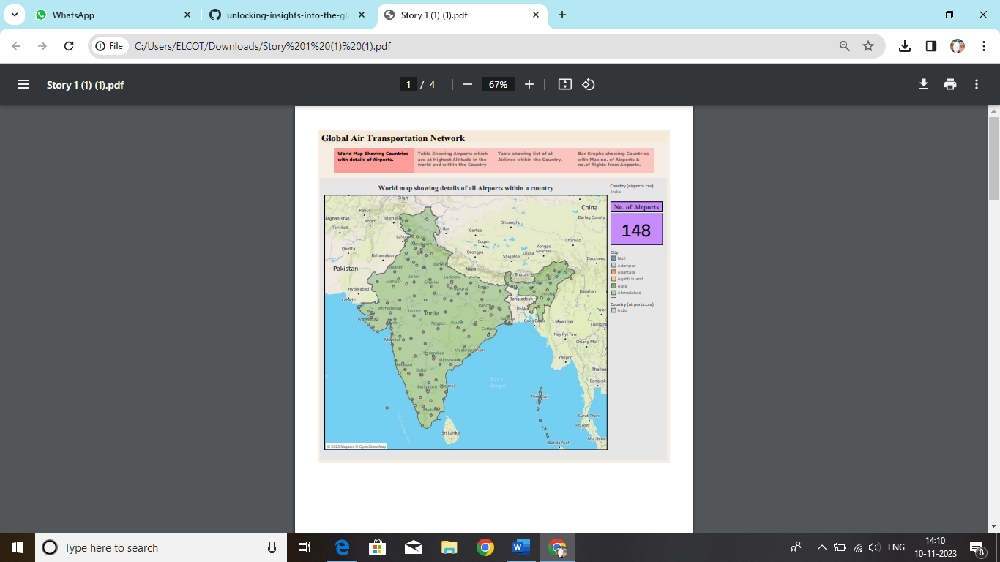 WhatsApp
unlocking-insights-into-the-gl
Story 1 (1) (1).pdf
File
C:/Users/ELCOT/Downloads/Story%201%20(1)%20(1).pdf
Story 1 (1) (1).pdf
1 / 4
67%
Global Air Transportation Network
World Map Showing Countries
with details of Airports.
Table Showing Airports which
are at Highest Altitude in the
world and within the Country
Table showing list of all
Airlines within the Country.
Bar Graphs showing Countries
with Max no. of Airports &
no.of flights from Airports.
World map showing details of all Airports within a country
Country (airports.csv)
India
No. of Airports
148
City
Null
Adampur
Agartala
Agatti Island
Agra
Ahmedabad
Country (airports.csv)
India
Gilgit
China
Kabul
Afghanistan
Khost
Islamabad
Darlag County
Tarinkot
Shuanghu
Gar
Gertse
Lahore
Coqen
Chamdo
Chandigarh
Kongpo
Gyamda
Quetta
Drongpa
Lhasa
Shigatse
Bahawalpur
Daocheng
Nepal
Pakistan
Bikaner
Bhutan
Jaipur
Lucknow
Jodhpur
Gwalior
Hyderabad
Prayagraj
Patna
Imphal
Baoshan
Karachi
Bangladesh
Ranchi
Ahmedabad
Indore
India
Dhaka
Pu'er
Kolkata
Cox's Bazar
Myanmar
Nagpur
Raipur
Cuttack
Nay Pyi Taw
Mumbai
Chiang Mai
Visakhapatnam
Hyderabad
Yangon
Vijayawada
Belgavi
Ballari
Thailand
Bay of
Bengal
Bangkok
Bengaluru
Chennai
Port Blair
Madurai
Surat Thani
Phuket
Sri Lanka
Alor Setar
Banda Aceh
© 2023 Mapbox © OpenStreetMap
Type here to search
ENG
14:10
10-11-2023
8